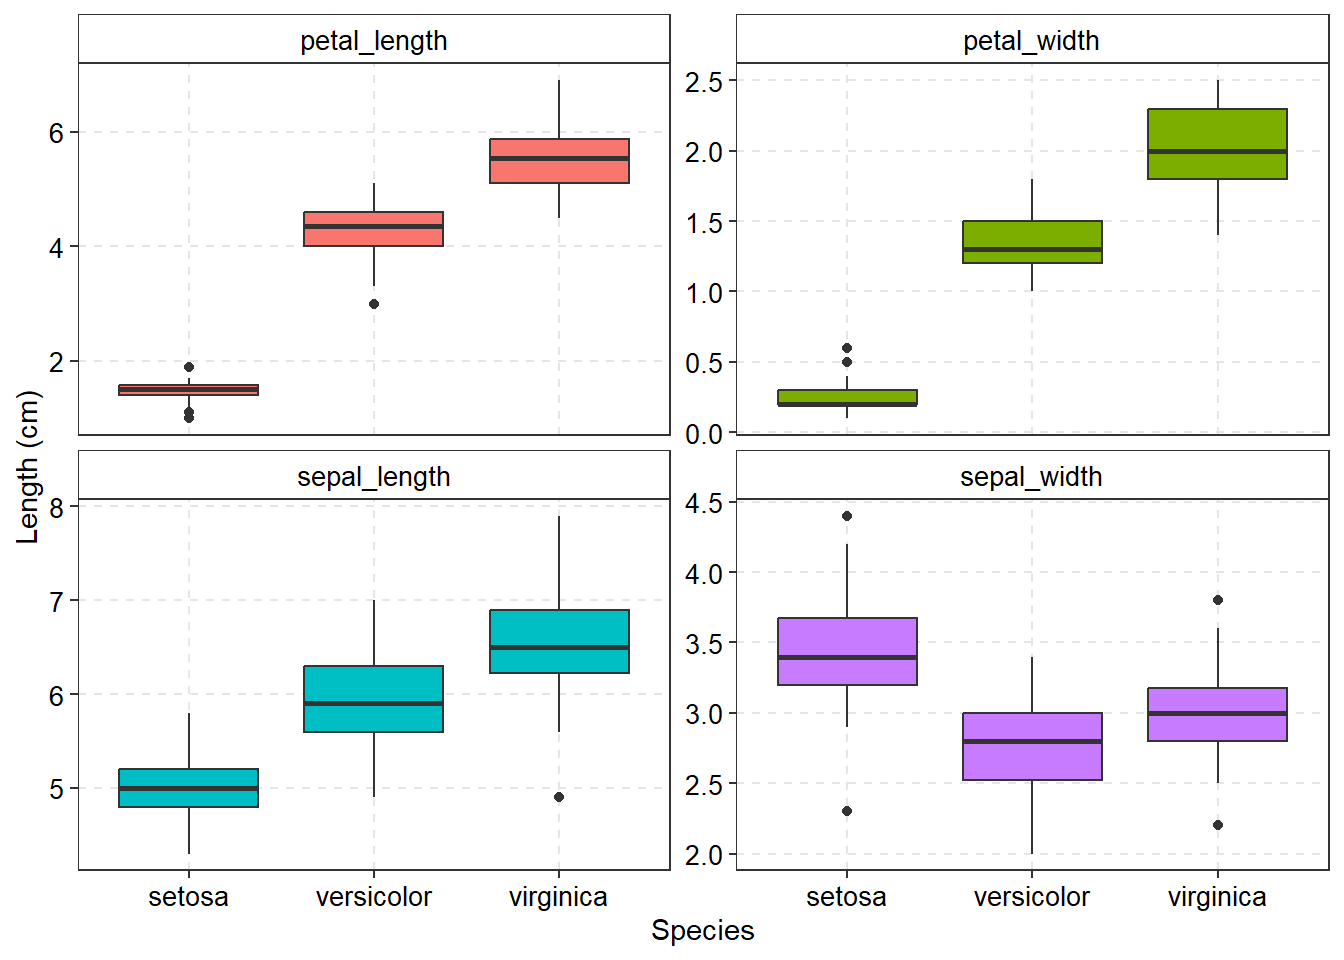 petal_length
petal_width
6
4
2
2.5
2.0
1.5
1.0
0.5
0.0
Length (cm)
sepal_length
sepal_width
8
7
6
5
4.5
4.0
3.5
3.0
2.5
2.0
setosa versicolor virginica
setosa versicolor virginica
Species